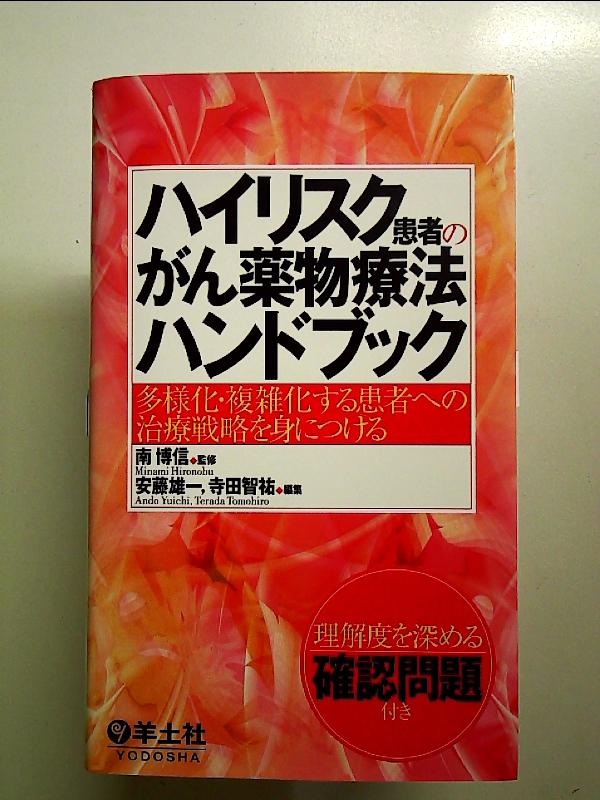 ハイリスク患者の
がん薬物療法
ハンドブック
多様化・複雑化する患者への
治療戦略を身につける
南 博信◆監修
Minami Hironobu
安藤雄一，寺田智祐◆編集
Ando Yuichi, Terada Tomohiro
理解度を深める
確認問題
付き
羊土社
YODOSHA